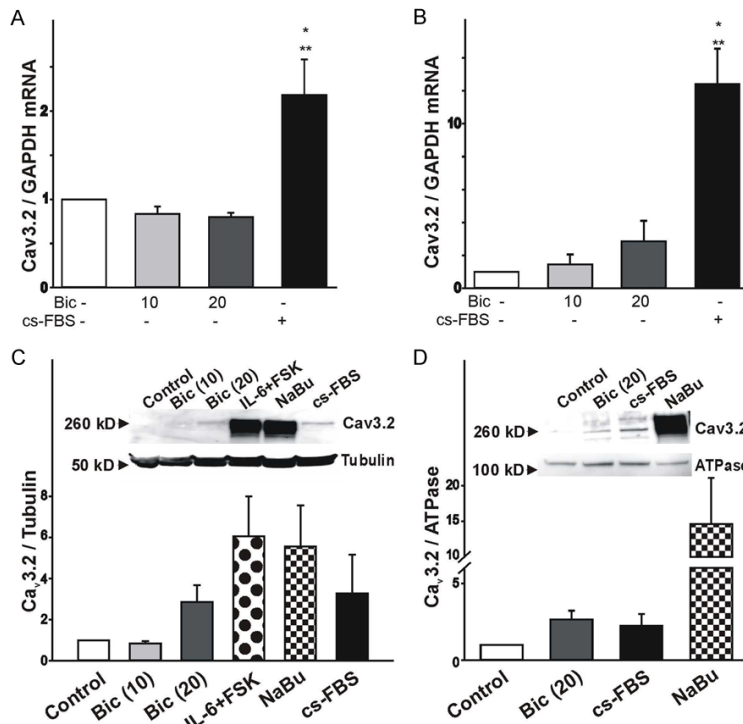 A
Cav3.2 / GAPDH mRNA
2
1
0
*
**
Bic - 10 20 -
cs-FBS - - - +
B
Cav3.2 / GAPDH mRNA
10
0
*
**
- 10 20 -
- - - +
C
Control
Bic (10)
Bic (20)
IL-6+FSK
NaBu
cs-FBS
260 kD
Cav3.2
50 kD
Tubulin
Cav3.2 / Tubulin
8
6
4
2
0
Control
Bic (10)
Bic (20)
IL-6+FSK
NaBu
cs-FBS
D
Control
Bic (20)
cs-FBS
NaBu
260 kD
Cav3.2
100 kD
ATPase
Cav3.2 / ATPase
20
15
10
5
0
Control
Bic (20)
cs-FBS
NaBu